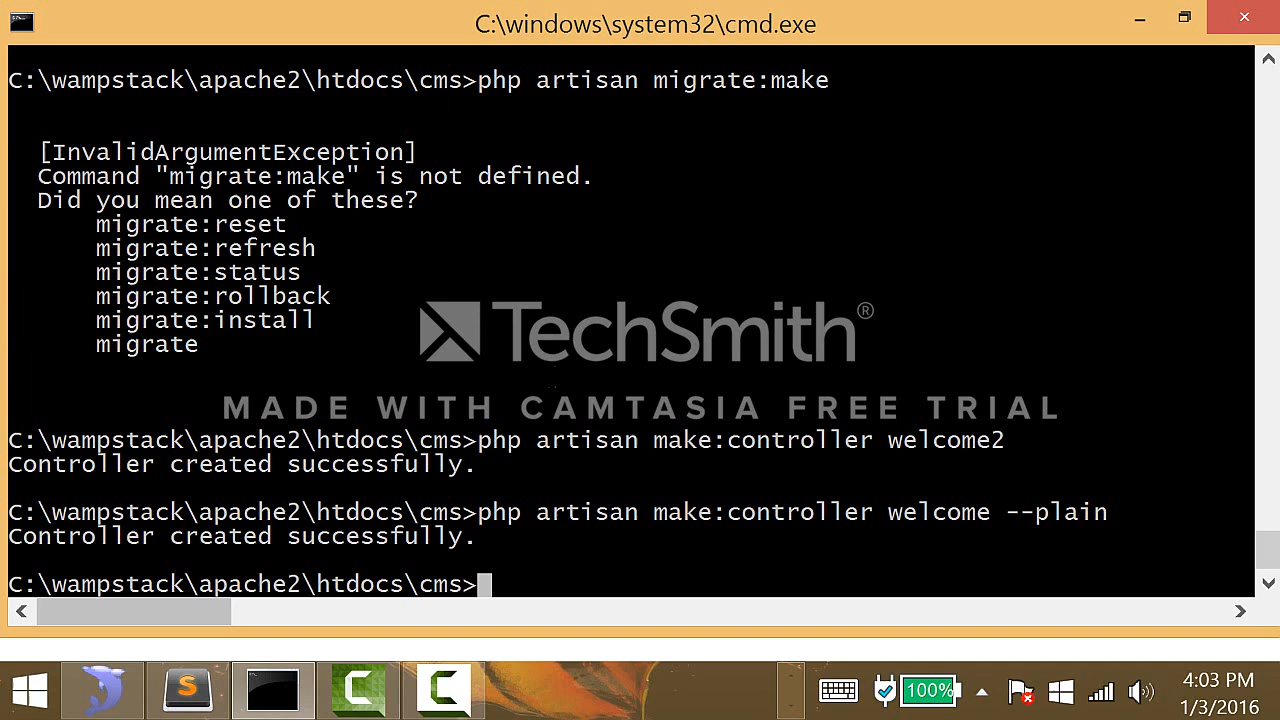 C:\windows\system32\cmd.exe
C:\wampstack\apache2\htdocs\cms>php artisan migrate:make
[InvalidArgumentException]
Command "migrate:make" is not defined.
Did you mean one of these?
migrate:reset
migrate:refresh
migrate:status
migrate:rollback
migrate:install
migrate
TechSmith®
MADE WITH CAMTASIA FREE TRIAL
C:\wampstack\apache2\htdocs\cms>php artisan make:controller welcome2
Controller created successfully.
C:\wampstack\apache2\htdocs\cms>php artisan make:controller welcome --plain
Controller created successfully.
C:\wampstack\apache2\htdocs\cms>
100%
4:03 PM
1/3/2016